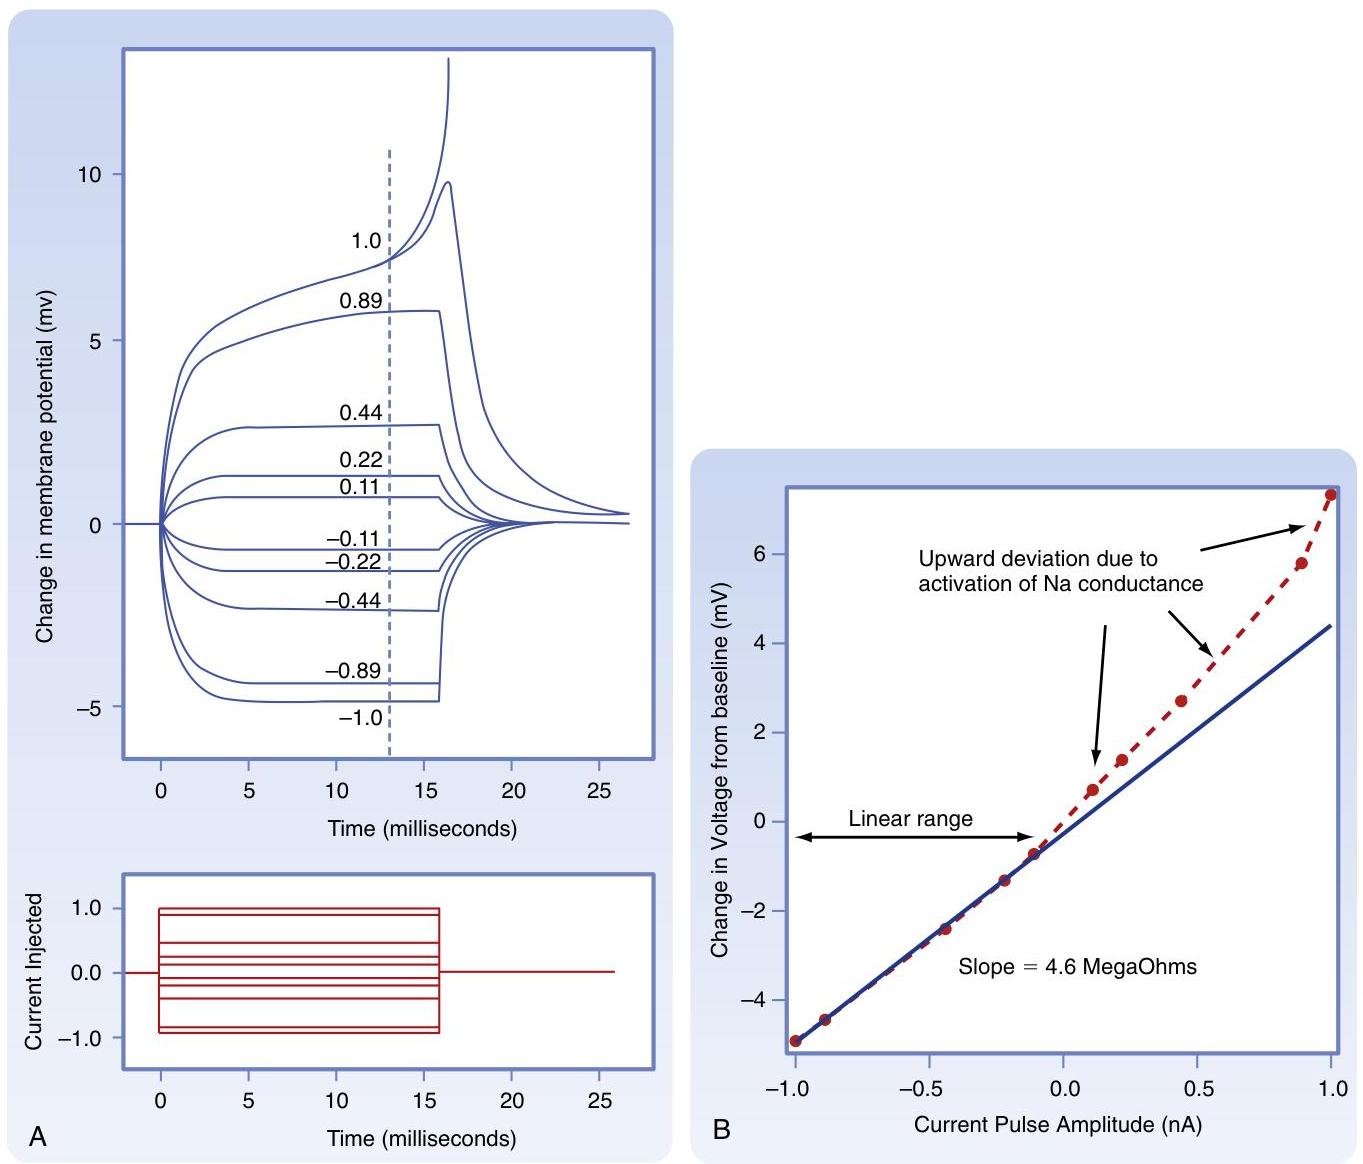 10
5
0
−5
Change in membrane potential (mv)
1.0
0.89
0.44
0.22
0.11
−0.11
−0.22
−0.44
−0.89
−1.0
0 5 10 15 20 25
Time (milliseconds)
Current Injected
1.0
0.0
−1.0
0 5 10 15 20 25
Time (milliseconds)
A
Change in Voltage from baseline (mV)
6
4
2
0
−2
−4
Upward deviation due to
activation of Na conductance
Linear range
Slope = 4.6 MegaOhms
−1.0 −0.5 0.0 0.5 1.0
Current Pulse Amplitude (nA)
B